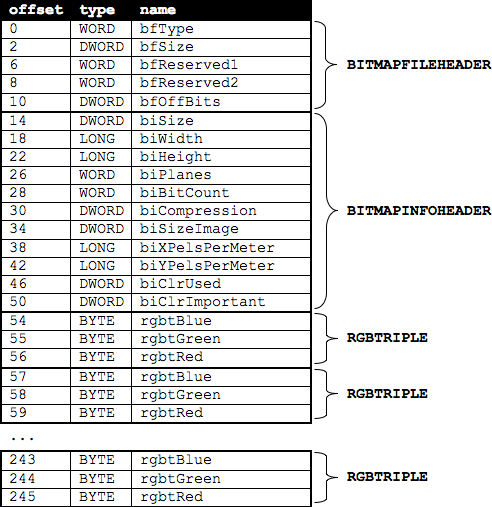 offset type name
0 WORD bfType
2 DWORD bfSize
6 WORD bfReserved1
8 WORD bfReserved2
10 DWORD bfOffBits
BITMAPFILEHEADER
14 DWORD biSize
18 LONG biWidth
22 LONG biHeight
26 WORD biPlanes
28 WORD biBitCount
30 DWORD biCompression
34 DWORD biSizeImage
38 LONG biXPelsPerMeter
42 LONG biYPelsPerMeter
46 DWORD biClrUsed
50 DWORD biClrImportant
BITMAPINFOHEADER
54 BYTE rgbtBlue
55 BYTE rgbtGreen
56 BYTE rgbtRed
RGBTRIPLE
57 BYTE rgbtBlue
58 BYTE rgbtGreen
59 BYTE rgbtRed
RGBTRIPLE
...
243 BYTE rgbtBlue
244 BYTE rgbtGreen
245 BYTE rgbtRed
RGBTRIPLE